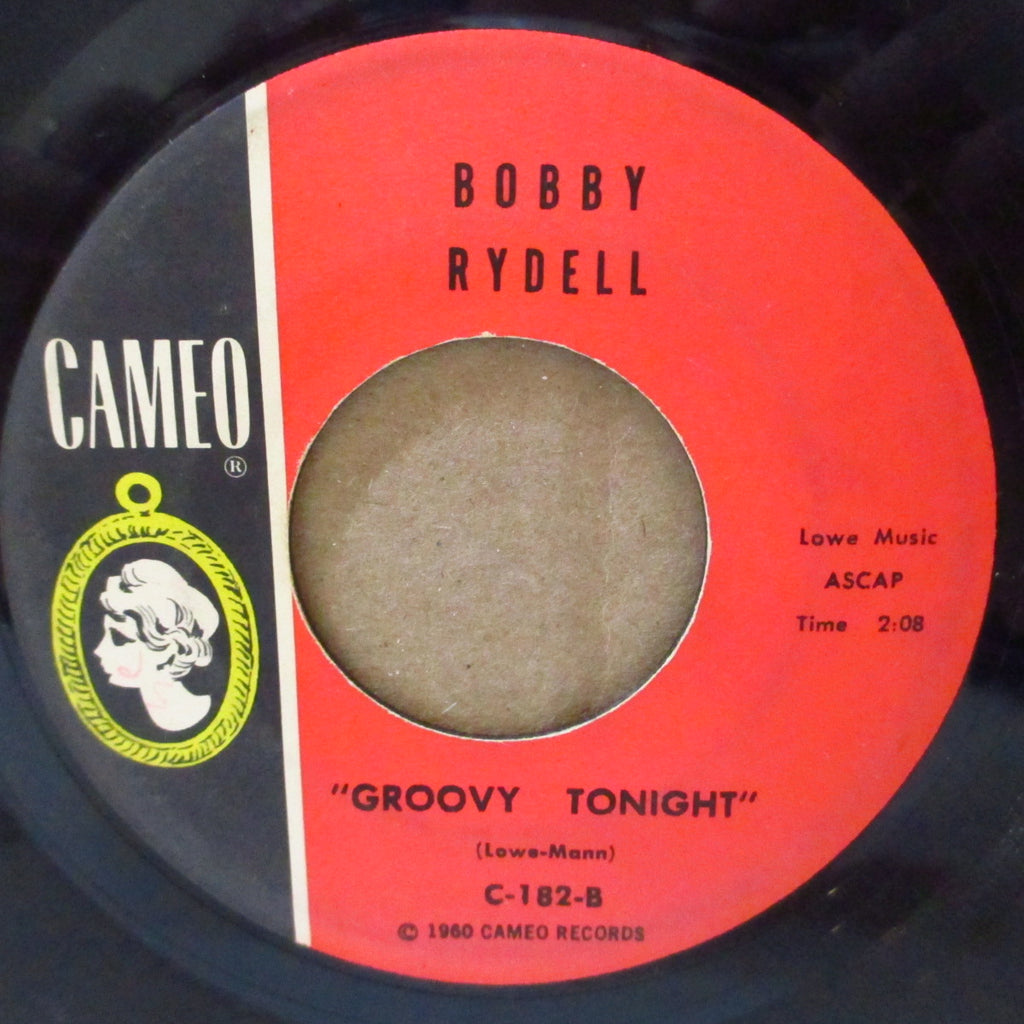 BOBBY
RYDELL
CAMEO
®
Lowe Music
ASCAP
Time 2:08
"GROOVY TONIGHT"
(Lowe-Mann)
C-182-B
© 1960 CAMEO RECORDS